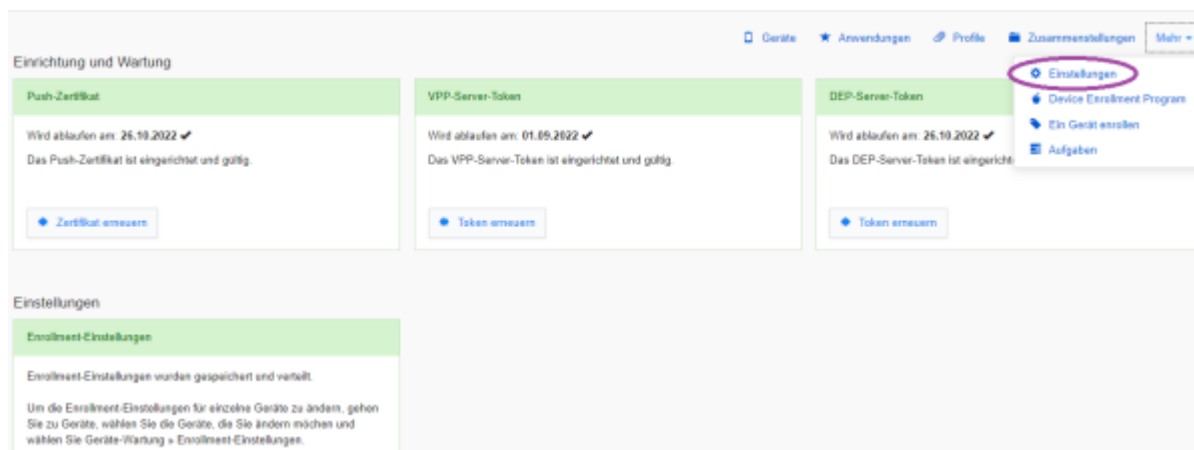 Geräte Anwendungen Profile Zusammenstellungen Mehr
Einrichtung und Wartung
Einstellungen
Device Enrollment Program
Ein Gerät enrollen
Aufgaben
Push-Zertifikat
Wird ablaufen am: 26.10.2022 ✔
Das Push-Zertifikat ist eingerichtet und gültig.
Zertifikat erneuern
VPP-Server-Token
Wird ablaufen am: 01.09.2022 ✔
Das VPP-Server-Token ist eingerichtet und gültig.
Token erneuern
DEP-Server-Token
Wird ablaufen am: 26.10.2022 ✔
Das DEP-Server-Token ist eingericht
Token erneuern
Einstellungen
Enrollment-Einstellungen
Enrollment-Einstellungen wurden gespeichert und verteilt.
Um die Enrollment-Einstellungen für einzelne Geräte zu ändern, gehen
Sie zu Geräte, wählen Sie die Geräte, die Sie ändern möchen und
wählen Sie Geräte-Wartung » Enrollment-Einstellungen.